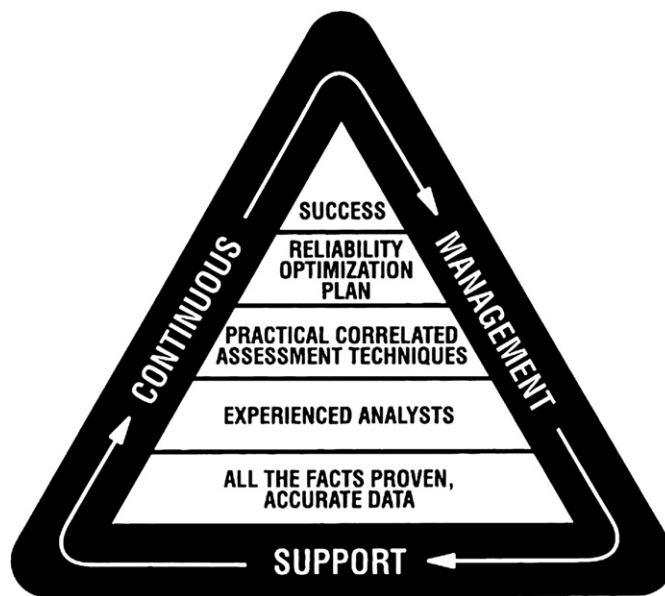 SUCCESS
RELIABILITY
OPTIMIZATION
PLAN
PRACTICAL CORRELATED
ASSESSMENT TECHNIQUES
EXPERIENCED ANALYSTS
ALL THE FACTS PROVEN,
ACCURATE DATA
CONTINUOUS
MANAGEMENT
SUPPORT